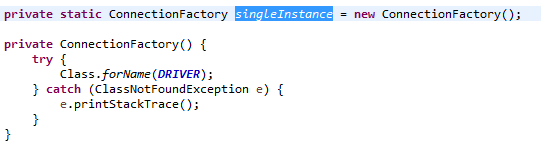 private static ConnectionFactory singleInstance = new ConnectionFactory();
private ConnectionFactory() {
try {
Class.forName(DRIVER);
} catch (ClassNotFoundException e) {
e.printStackTrace();
}
}